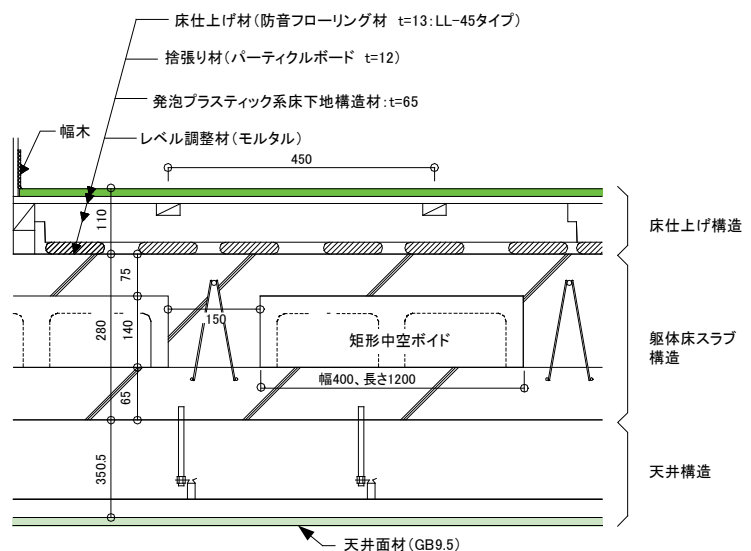 床仕上げ材(防音フローリング材 t=13:LL-45タイプ)
捨張り材(パーティクルボード t=12)
発泡プラスティック系床下地構造材:t=65
幅木
レベル調整材(モルタル)
450
110
床仕上げ構造
75
280
140
150
矩形中空ボイド
躯体床スラブ
構造
幅400、長さ1200
65
350.5
天井構造
天井面材(GB9.5)